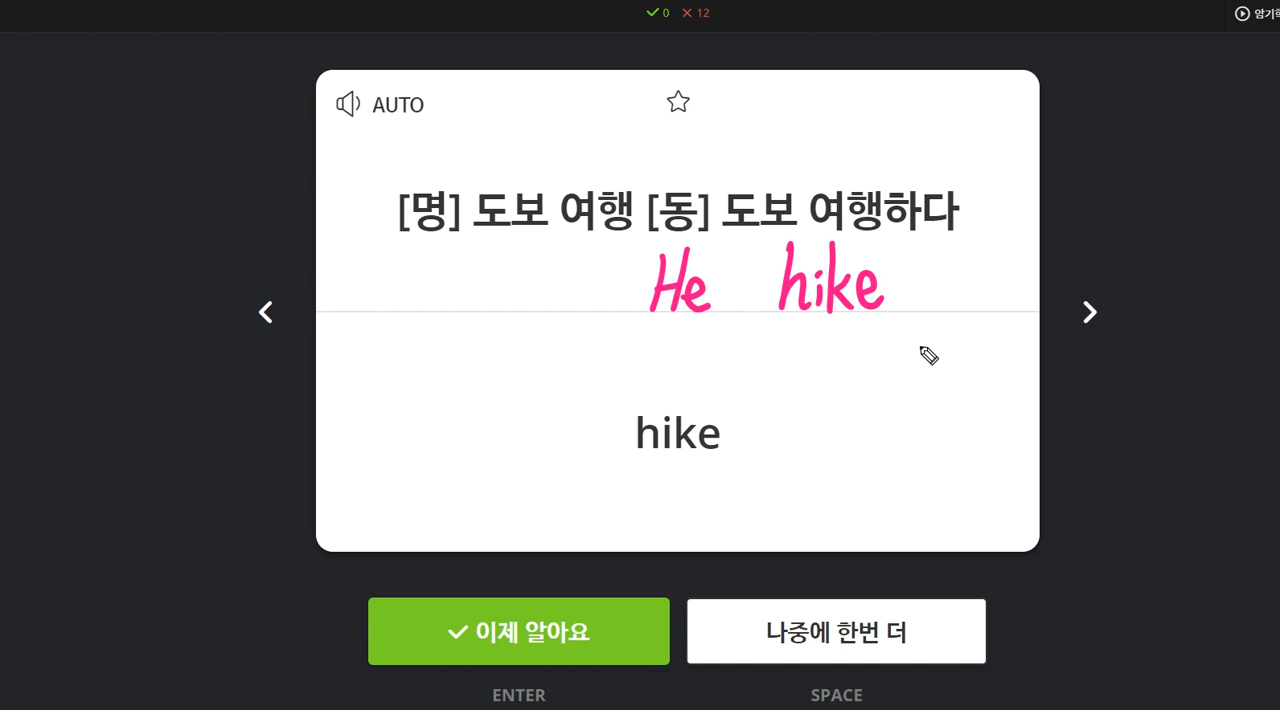 0 12
AUTO
[명] 도보 여행 [동] 도보 여행하다
He hike
hike
이제 알아요 나중에 한번 더
ENTER SPACE